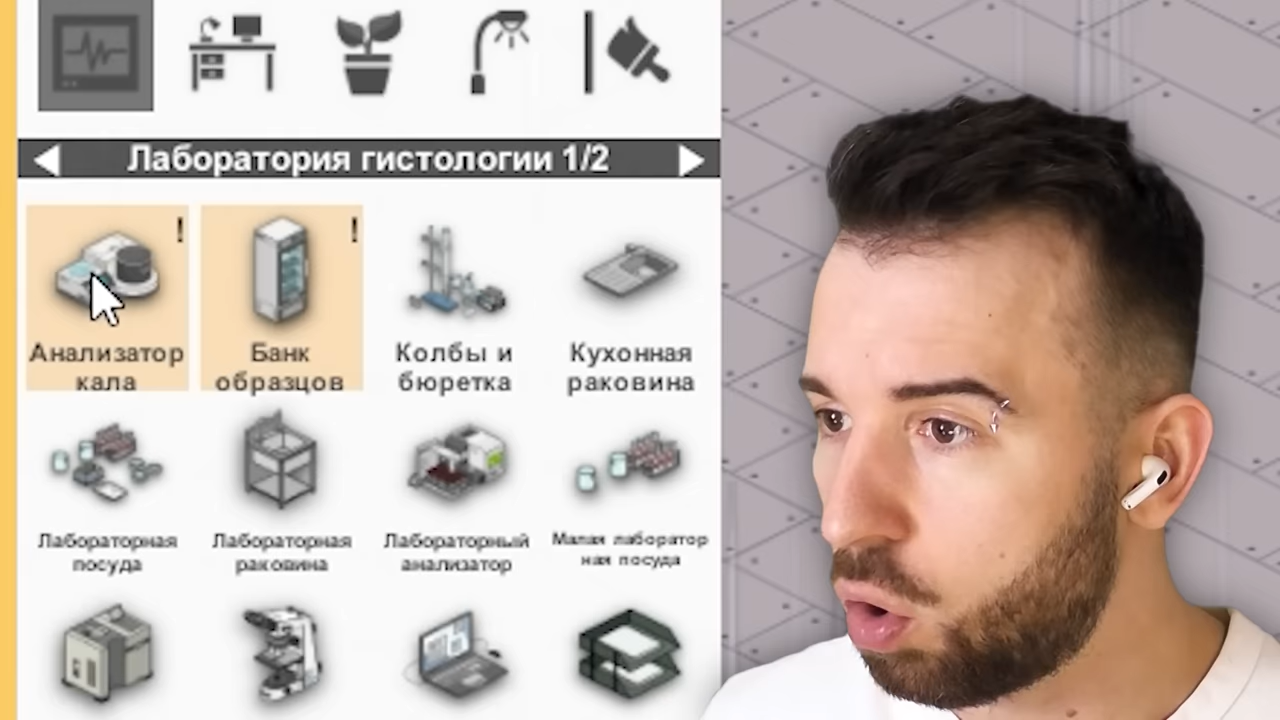 Лаборатория гистологии 1/2
! !
Анализатор кала
Банк образцов
Колбы и бюретка
Кухонная раковина
Лабораторная посуда
Лабораторная раковина
Лабораторный анализатор
Малая лаборатор ная посуда